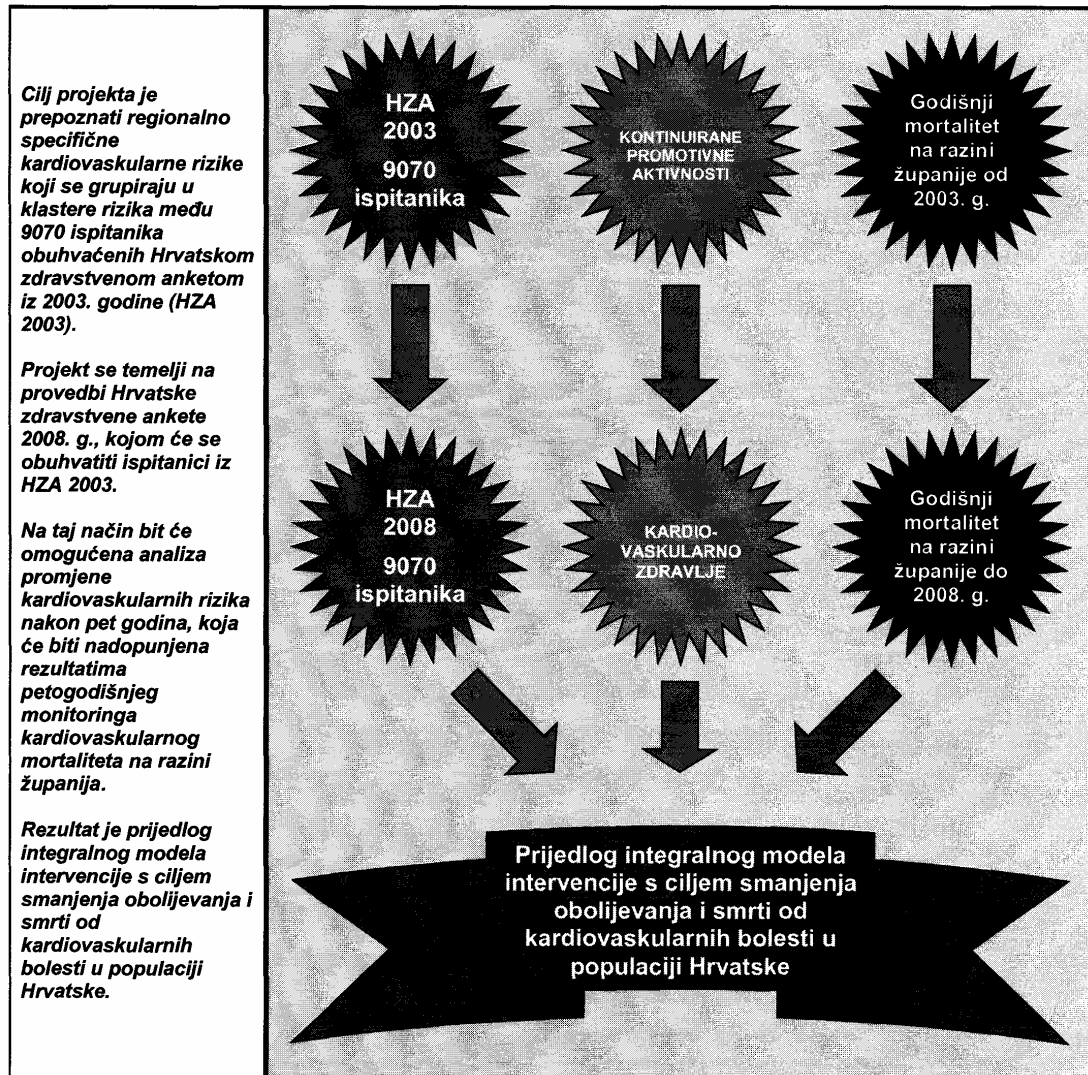 Cilj projekta je
prepoznati regionalno
specifične
kardiovaskularne rizike
koji se grupiraju u
klastere rizika među
9070 ispitanika
obuhvaćenih Hrvatskom
zdravstvenom anketom
iz 2003. godine (HZA
2003).
Projekt se temelji na
provedbi Hrvatske
zdravstvene ankete
2008. g., kojom će se
obuhvatiti ispitanici iz
HZA 2003.
Na taj način bit će
omogućena analiza
promjene
kardiovaskularnih rizika
nakon pet godina, koja
će biti nadopunjena
rezultatima
petogodišnjeg
monitoringa
kardiovaskularnog
mortaliteta na razini
županija.
Rezultat je prijedlog
integralnog modela
intervencije s ciljem
smanjenja obolijevanja i
smrti od
kardiovaskularnih
bolesti u populaciji
Hrvatske.
HZA
2003
9070
ispitanika
KONTINUIRANE
PROMOTIVNE
AKTIVNOSTI
Godišnji
mortalitet
na razini
županije od
2003. g.
HZA
2008
9070
ispitanika
KARDIO-
VASKULARNO
ZDRAVLJE
Godišnji
mortalitet
na razini
županije do
2008. g.
Prijedlog integralnog modela
intervencije s ciljem smanjenja
obolijevanja i smrti od
kardiovaskularnih bolesti u
populaciji Hrvatske